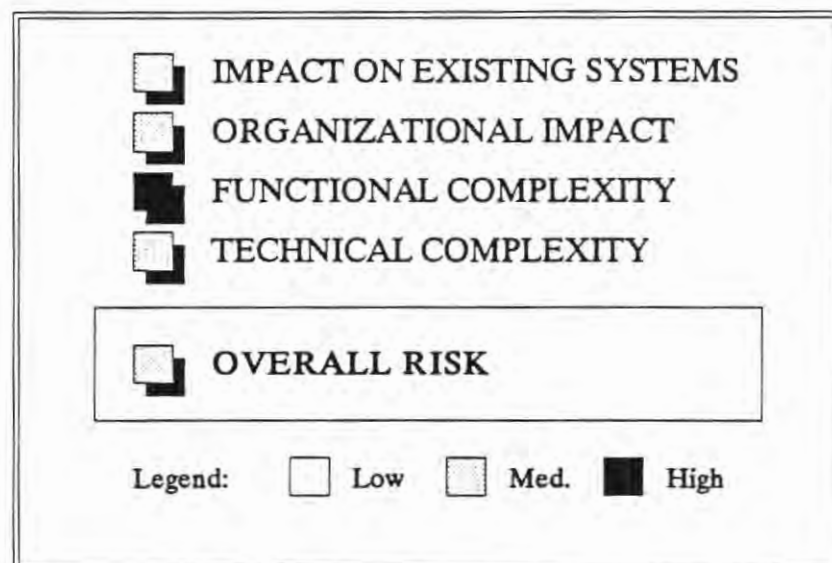 IMPACT ON EXISTING SYSTEMS
ORGANIZATIONAL IMPACT
FUNCTIONAL COMPLEXITY
TECHNICAL COMPLEXITY
OVERALL RISK
Legend: Low Med. High